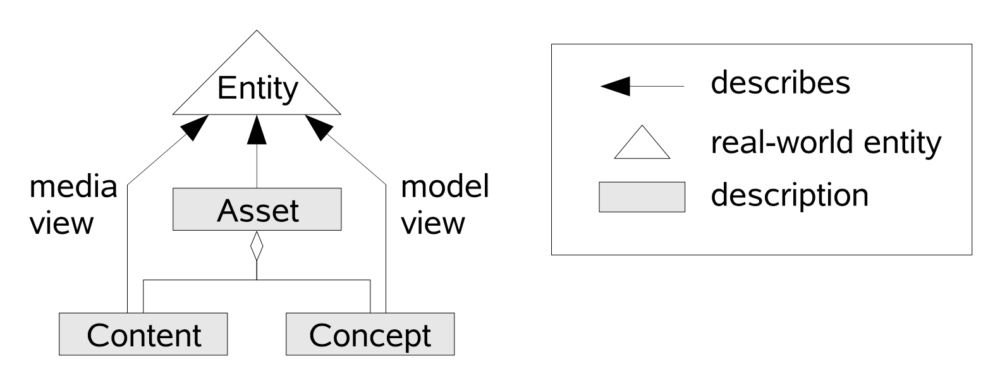 Entity
media
view
Asset
model
view
Content
Concept
describes
real-world entity
description